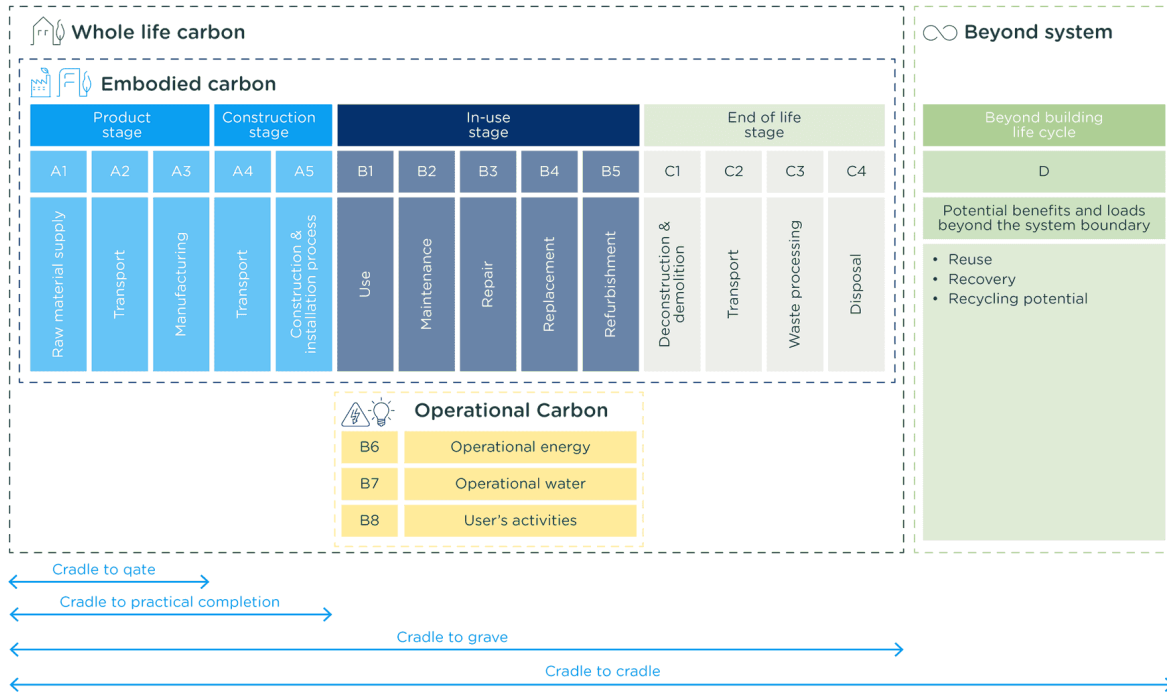 Whole life carbon
Beyond system
Embodied carbon
Product
stage
Construction
stage
In-use
stage
End of life
stage
Beyond building
life cycle
A1
A2
A3
A4
A5
B1
B2
B3
B4
B5
C1
C2
C3
C4
D
Raw material supply
Transport
Manufacturing
Transport
Construction &
installation process
Use
Maintenance
Repair
Replacement
Refurbishment
Deconstruction &
demolition
Transport
Waste processing
Disposal
Potential benefits and loads
beyond the system boundary
• Reuse
• Recovery
• Recycling potential
Operational Carbon
B6 Operational energy
B7 Operational water
B8 User's activities
Cradle to gate
Cradle to practical completion
Cradle to grave
Cradle to cradle